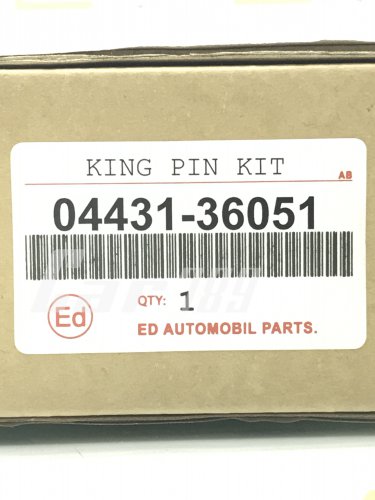 KING PIN KIT
AB
04431-36051
Ed
QTY: 1
ED AUTOMOBIL PARTS.